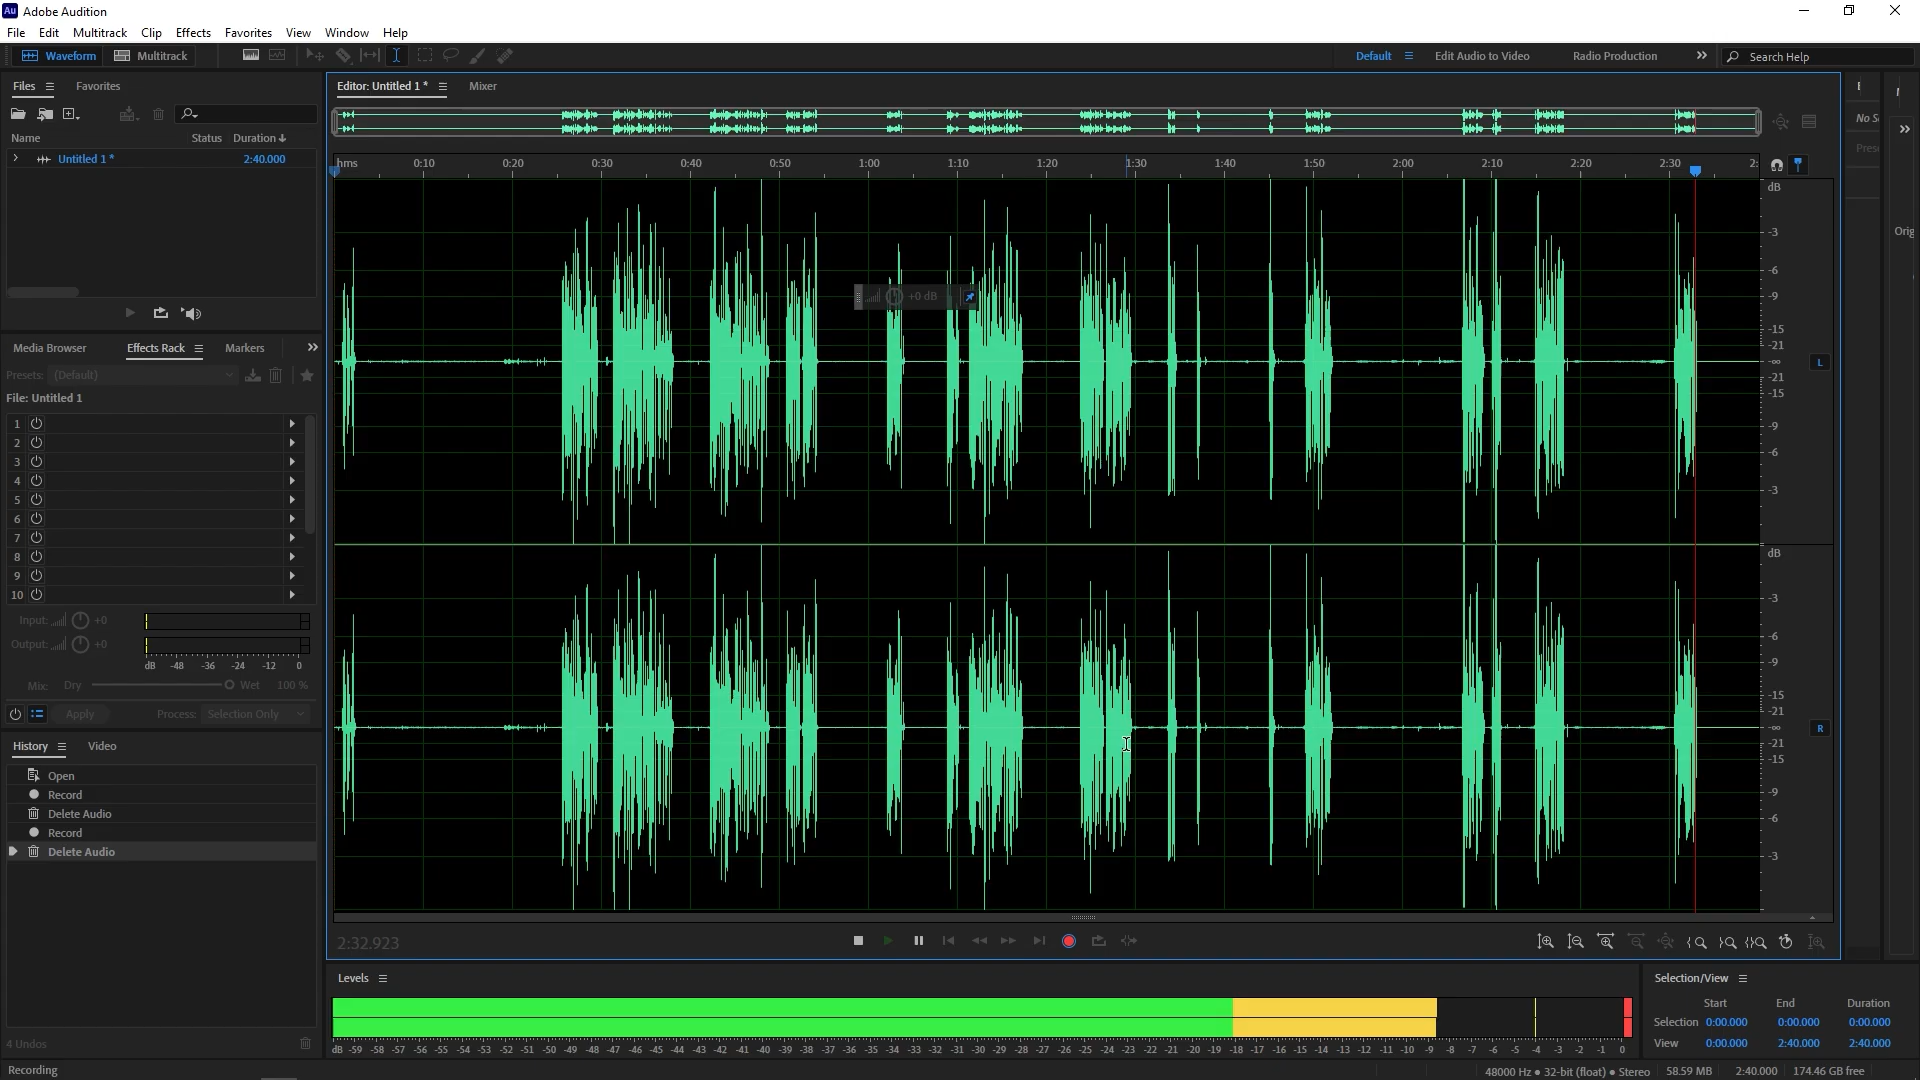 Au Adobe Audition
File Edit Multitrack Clip Effects Favorites View Window Help
Waveform Multitrack Default Edit Audio to Video Radio Production Search Help
Files Favorites
Name Status Duration
Untitled 1 * 2:40.000
Media Browser Effects Rack Markers
Presets: (Default)
File: Untitled 1
1
2
3
4
5
6
7
8
9
10
Input: +0
Output: +0
dB -48 -36 -24 -12 0
Mix: Dry Wet 100 %
Apply Process: Selection Only
History Video
Open
Record
Delete Audio
Record
Delete Audio
4 Undos
Recording
Editor: Untitled 1 * Mixer
hms 0:10 0:20 0:30 0:40 0:50 1:00 1:10 1:20 1:30 1:40 1:50 2:00 2:10 2:20 2:30 2:
+0 dB
dB
-3
-6
-9
-15
-21
-∞
-21
-15
-9
-6
-3
L
dB
-3
-6
-9
-15
-21
-∞
-21
-15
-9
-6
-3
R
2:32.923
Levels
dB -59 -58 -57 -56 -55 -54 -53 -52 -51 -50 -49 -48 -47 -46 -45 -44 -43 -42 -41 -40 -39 -38 -37 -36 -35 -34 -33 -32 -31 -30 -29 -28 -27 -26 -25 -24 -23 -22 -21 -20 -19 -18 -17 -16 -15 -14 -13 -12 -11 -10 -9 -8 -7 -6 -5 -4 -3 -2 -1 0
Selection/View
Start End Duration
Selection 0:00.000 0:00.000 0:00.000
View 0:00.000 2:40.000 2:40.000
48000 Hz ● 32-bit (float) ● Stereo 58.59 MB 2:40.000 174.46 GB free
No S
Prese
Orig